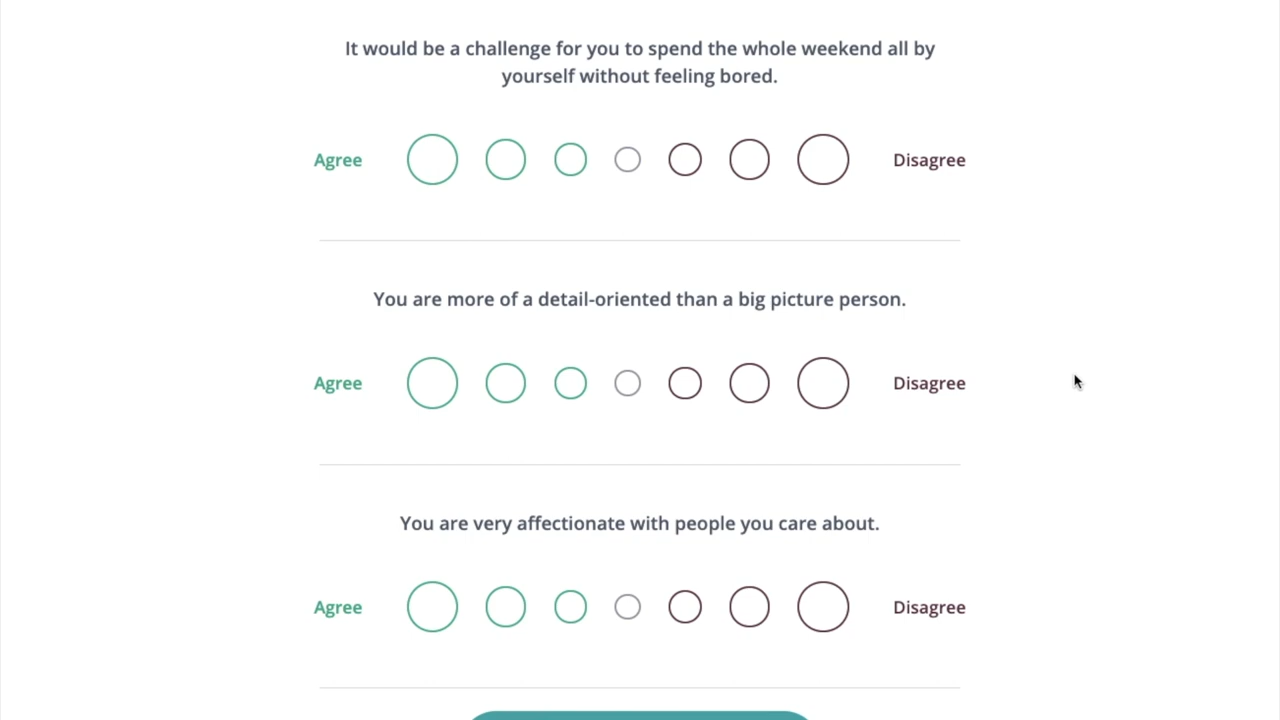 It would be a challenge for you to spend the whole weekend all by
yourself without feeling bored.
Agree Disagree
You are more of a detail-oriented than a big picture person.
Agree Disagree
You are very affectionate with people you care about.
Agree Disagree